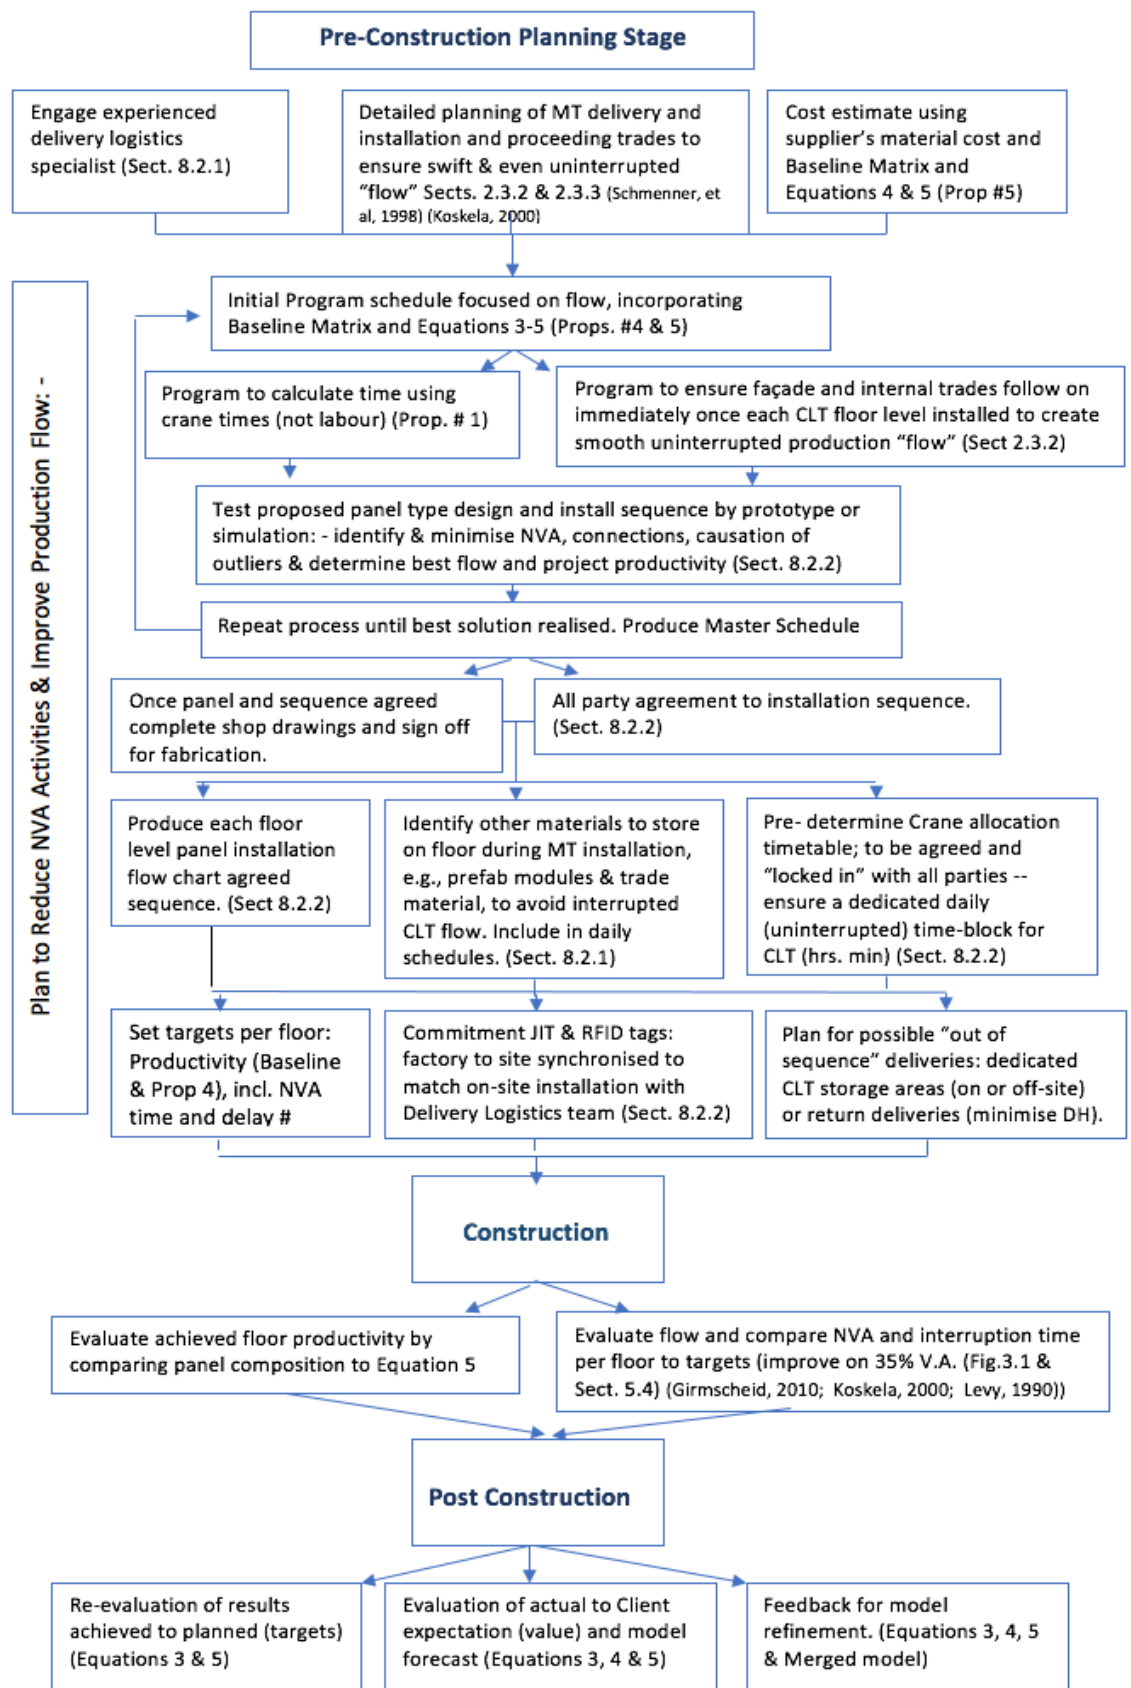 Pre-Construction Planning Stage
Engage experienced
delivery logistics
specialist (Sect. 8.2.1)
Detailed planning of MT delivery and
installation and proceeding trades to
ensure swift & even uninterrupted
“flow” Sects. 2.3.2 & 2.3.3 (Schmenner, et
al, 1998) (Koskela, 2000)
Cost estimate using
supplier’s material cost and
Baseline Matrix and
Equations 4 & 5 (Prop #5)
Plan to Reduce NVA Activities & Improve Production Flow: -
Initial Program schedule focused on flow, incorporating
Baseline Matrix and Equations 3-5 (Props. #4 & 5)
Program to calculate time using
crane times (not labour) (Prop. # 1)
Program to ensure façade and internal trades follow on
immediately once each CLT floor level installed to create
smooth uninterrupted production “flow” (Sect 2.3.2)
Test proposed panel type design and install sequence by prototype or
simulation: - identify & minimise NVA, connections, causation of
outliers & determine best flow and project productivity (Sect. 8.2.2)
Repeat process until best solution realised. Produce Master Schedule
Once panel and sequence agreed
complete shop drawings and sign off
for fabrication.
All party agreement to installation sequence.
(Sect. 8.2.2)
Produce each floor
level panel installation
flow chart agreed
sequence. (Sect 8.2.2)
Identify other materials to store
on floor during MT installation,
e.g., prefab modules & trade
material, to avoid interrupted
CLT flow. Include in daily
schedules. (Sect. 8.2.1)
Pre- determine Crane allocation
timetable; to be agreed and
“locked in” with all parties --
ensure a dedicated daily
(uninterrupted) time-block for
CLT (hrs. min) (Sect. 8.2.2)
Set targets per floor:
Productivity (Baseline
& Prop 4), incl. NVA
time and delay #
Commitment JIT & RFID tags:
factory to site synchronised to
match on-site installation with
Delivery Logistics team (Sect. 8.2.2)
Plan for possible “out of
sequence” deliveries: dedicated
CLT storage areas (on or off-site)
or return deliveries (minimise DH).
Construction
Evaluate achieved floor productivity by
comparing panel composition to Equation 5
Evaluate flow and compare NVA and interruption time
per floor to targets (improve on 35% V.A. (Fig.3.1 &
Sect. 5.4) (Girmscheid, 2010; Koskela, 2000; Levy, 1990))
Post Construction
Re-evaluation of results
achieved to planned (targets)
(Equations 3 & 5)
Evaluation of actual to Client
expectation (value) and model
forecast (Equations 3, 4 & 5)
Feedback for model
refinement. (Equations 3, 4, 5
& Merged model)